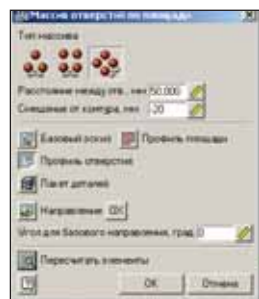 Массив отверстий по площади
Тип массива
Расстояние между отв., мм 50.000
Смещение от контура, мм -20
Базовый эскиз Профиль площади
Профиль отверстия
Пакет деталей
Направление OX
Угол для базового направления, град 0
Пересчитать элементы
OK Отмена